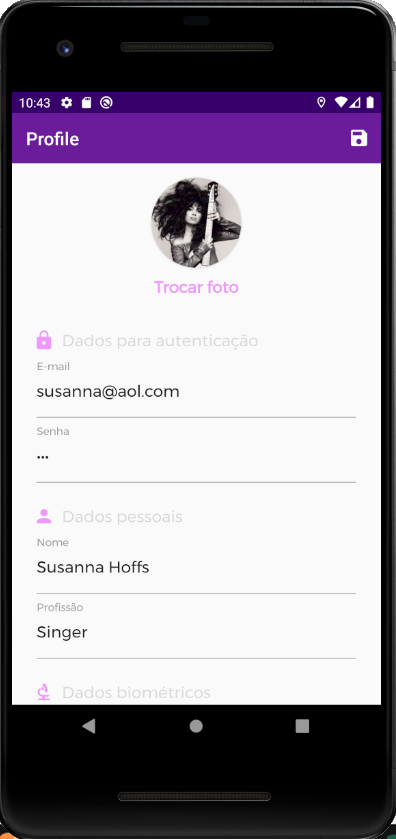 10:43
Profile
Trocar foto
Dados para autenticação
E-mail
susanna@aol.com
Senha
•••
Dados pessoais
Nome
Susanna Hoffs
Profissão
Singer
Dados biométricos